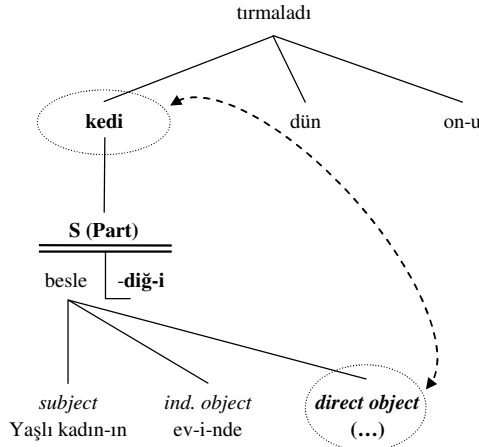 tırmaladı
kedi dün on-u
S (Part)
besle -diğ-i
subject ind. object direct object
Yaşlı kadın-ın ev-i-nde (…)